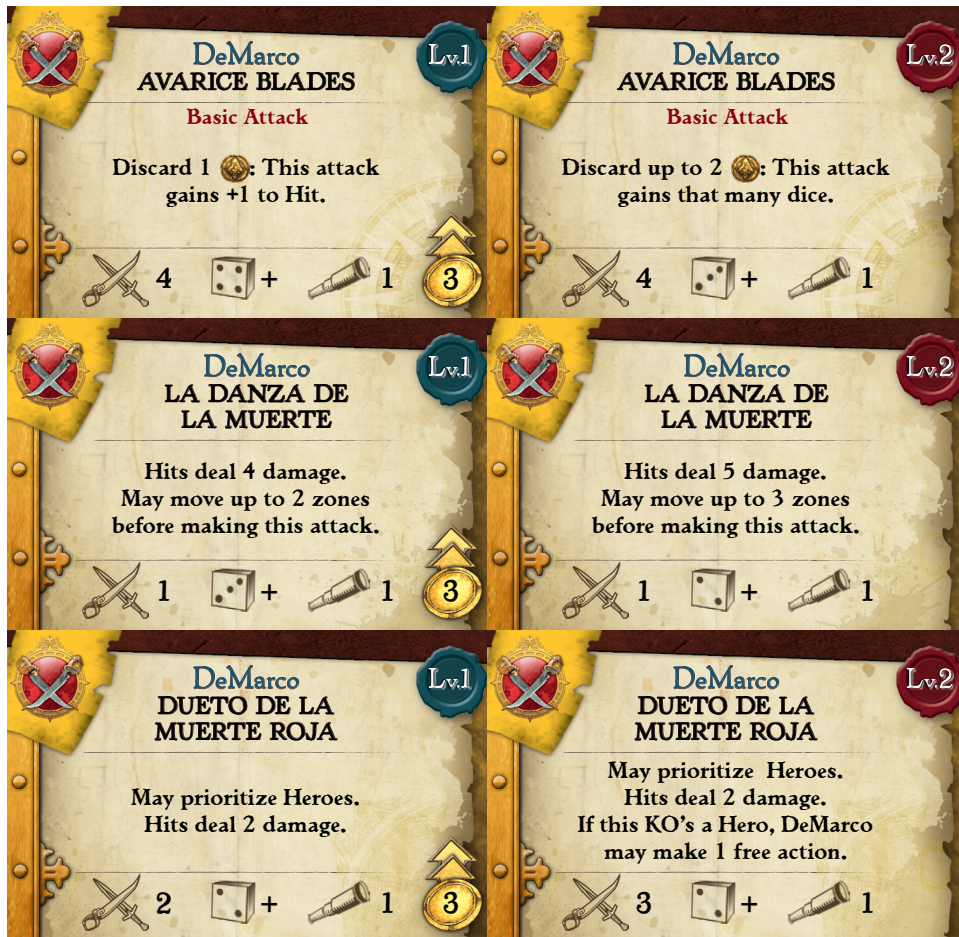 DeMarco
Lv.1
AVARICE BLADES
Basic Attack
Discard 1 : This attack
gains +1 to Hit.
4 + 1 3
DeMarco
Lv.2
AVARICE BLADES
Basic Attack
Discard up to 2 : This attack
gains that many dice.
4 + 1
DeMarco
Lv.1
LA DANZA DE
LA MUERTE
Hits deal 4 damage.
May move up to 2 zones
before making this attack.
1 + 1 3
DeMarco
Lv.2
LA DANZA DE
LA MUERTE
Hits deal 5 damage.
May move up to 3 zones
before making this attack.
1 + 1
DeMarco
Lv.1
DUETO DE LA
MUERTE ROJA
May prioritize Heroes.
Hits deal 2 damage.
2 + 1 3
DeMarco
Lv.2
DUETO DE LA
MUERTE ROJA
May prioritize Heroes.
Hits deal 2 damage.
If this KO's a Hero, DeMarco
may make 1 free action.
3 + 1